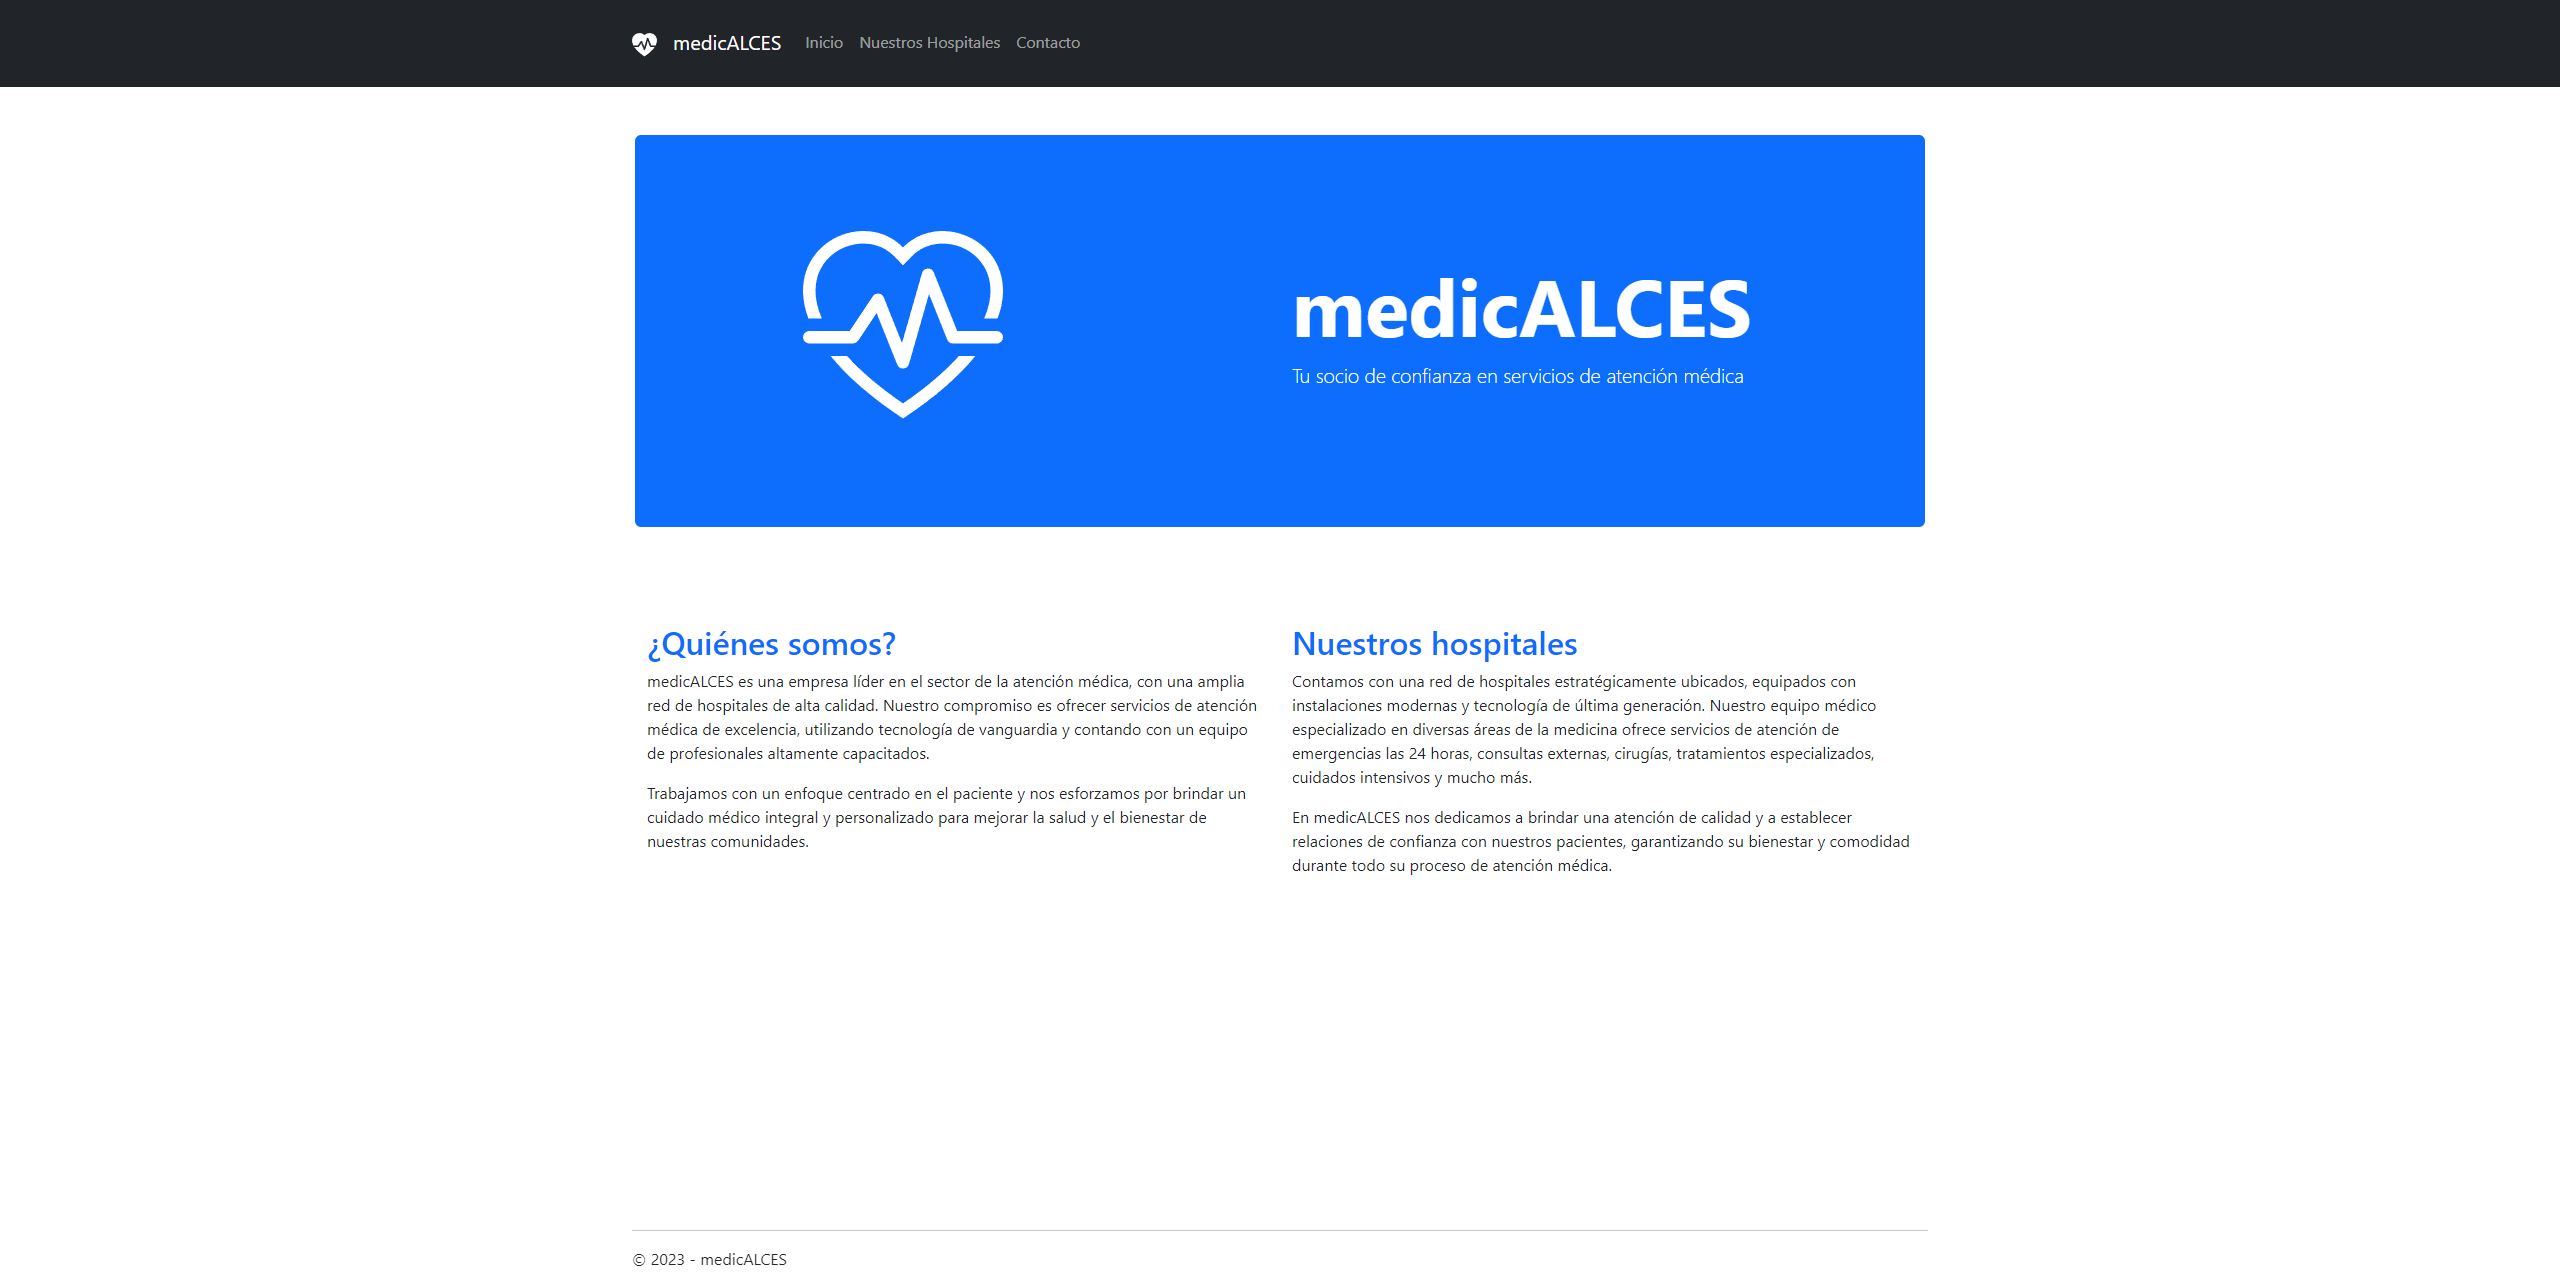 medicALCES Inicio Nuestros Hospitales Contacto
medicALCES
Tu socio de confianza en servicios de atención médica
¿Quiénes somos?
medicALCES es una empresa líder en el sector de la atención médica, con una amplia
red de hospitales de alta calidad. Nuestro compromiso es ofrecer servicios de atención
médica de excelencia, utilizando tecnología de vanguardia y contando con un equipo
de profesionales altamente capacitados.
Trabajamos con un enfoque centrado en el paciente y nos esforzamos por brindar un
cuidado médico integral y personalizado para mejorar la salud y el bienestar de
nuestras comunidades.
Nuestros hospitales
Contamos con una red de hospitales estratégicamente ubicados, equipados con
instalaciones modernas y tecnología de última generación. Nuestro equipo médico
especializado en diversas áreas de la medicina ofrece servicios de atención de
emergencias las 24 horas, consultas externas, cirugías, tratamientos especializados,
cuidados intensivos y mucho más.
En medicALCES nos dedicamos a brindar una atención de calidad y a establecer
relaciones de confianza con nuestros pacientes, garantizando su bienestar y comodidad
durante todo su proceso de atención médica.
© 2023 - medicALCES